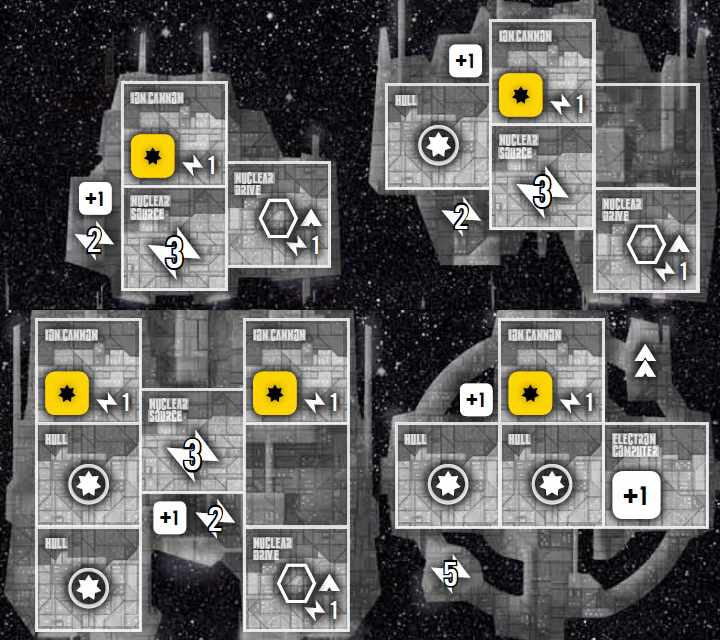 ION CANNON
1
+1
2
NUCLEAR
SOURCE
3
NUCLEAR
DRIVE
1
+1
ION CANNON
1
HULL
NUCLEAR
SOURCE
3
2
NUCLEAR
DRIVE
1
ION CANNON
1
ION CANNON
1
NUCLEAR
SOURCE
3
HULL
+1
2
HULL
NUCLEAR
DRIVE
1
ION CANNON
1
+1
HULL
HULL
ELECTRON
COMPUTER
+1
5